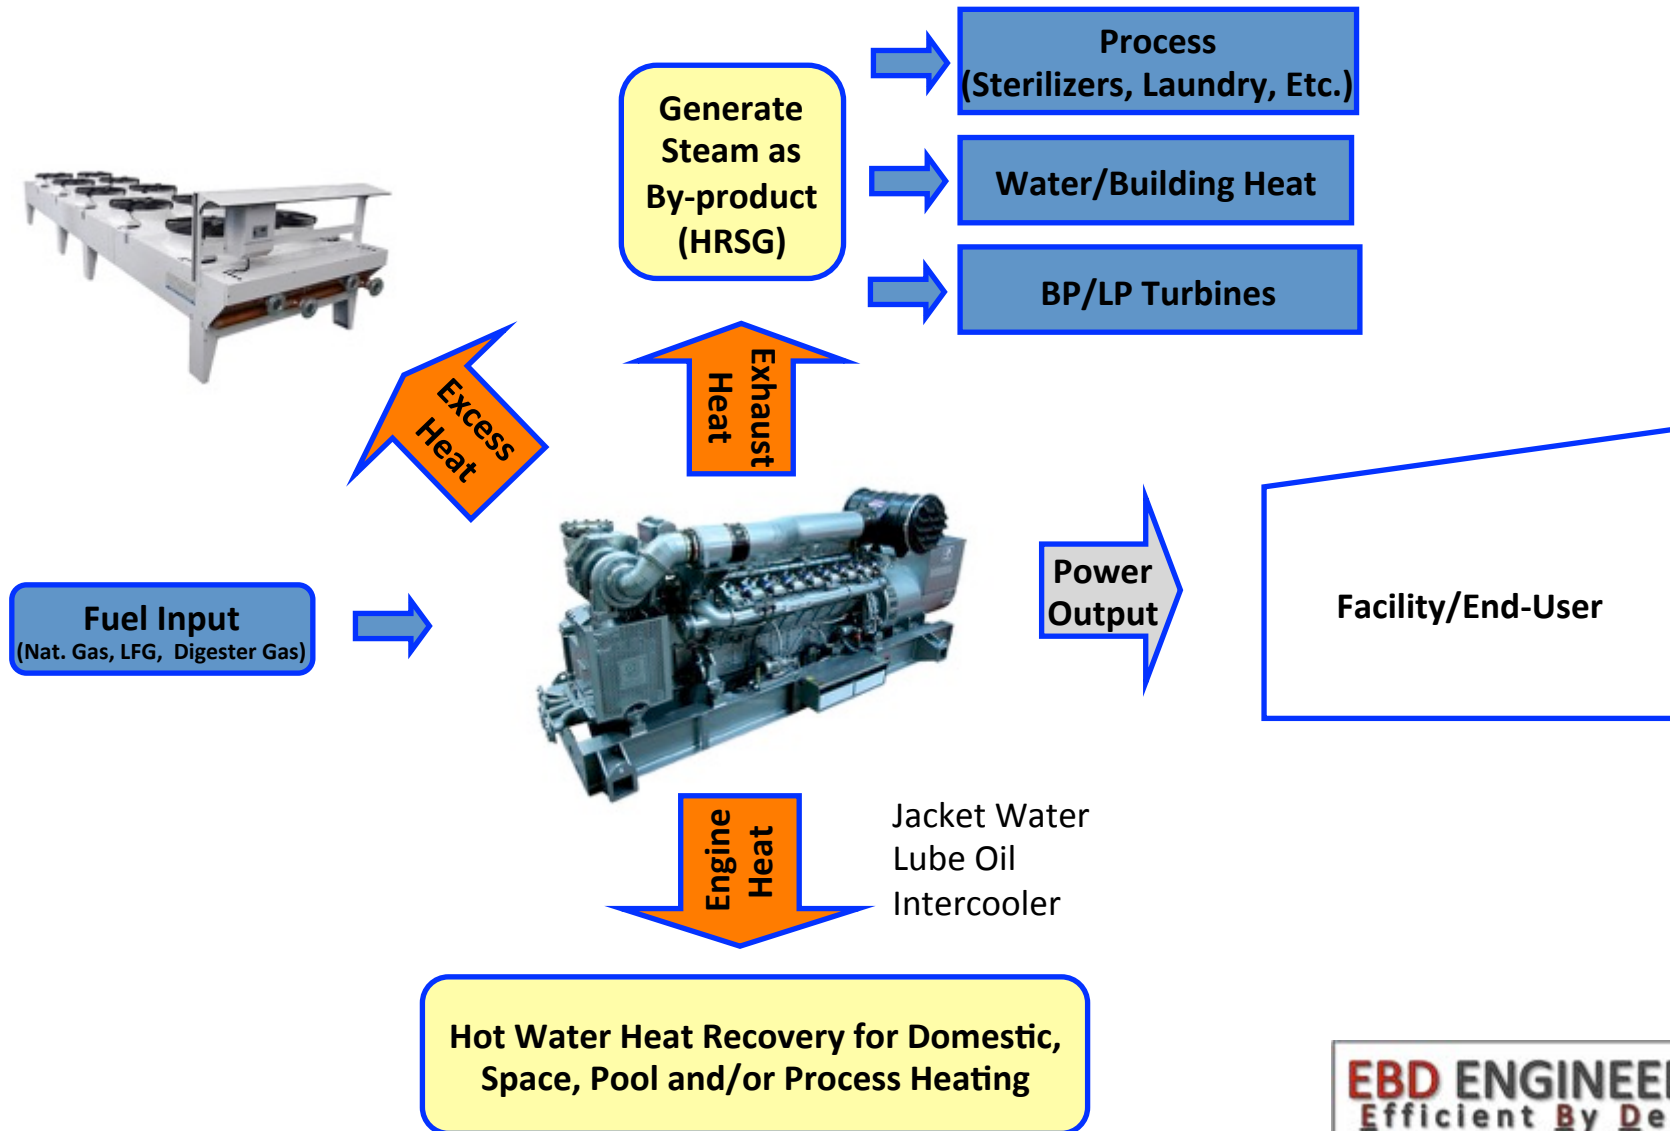 Process
(Sterilizers, Laundry, Etc.)
Generate
Steam as
By-product
(HRSG)
Water/Building Heat
BP/LP Turbines
Exhaust
Heat
Excess
Heat
Fuel Input
(Nat. Gas, LFG, Digester Gas)
Power
Output
Facility/End-User
Engine
Heat
Jacket Water
Lube Oil
Intercooler
Hot Water Heat Recovery for Domestic,
Space, Pool and/or Process Heating
EBD ENGINEE
Efficient By De